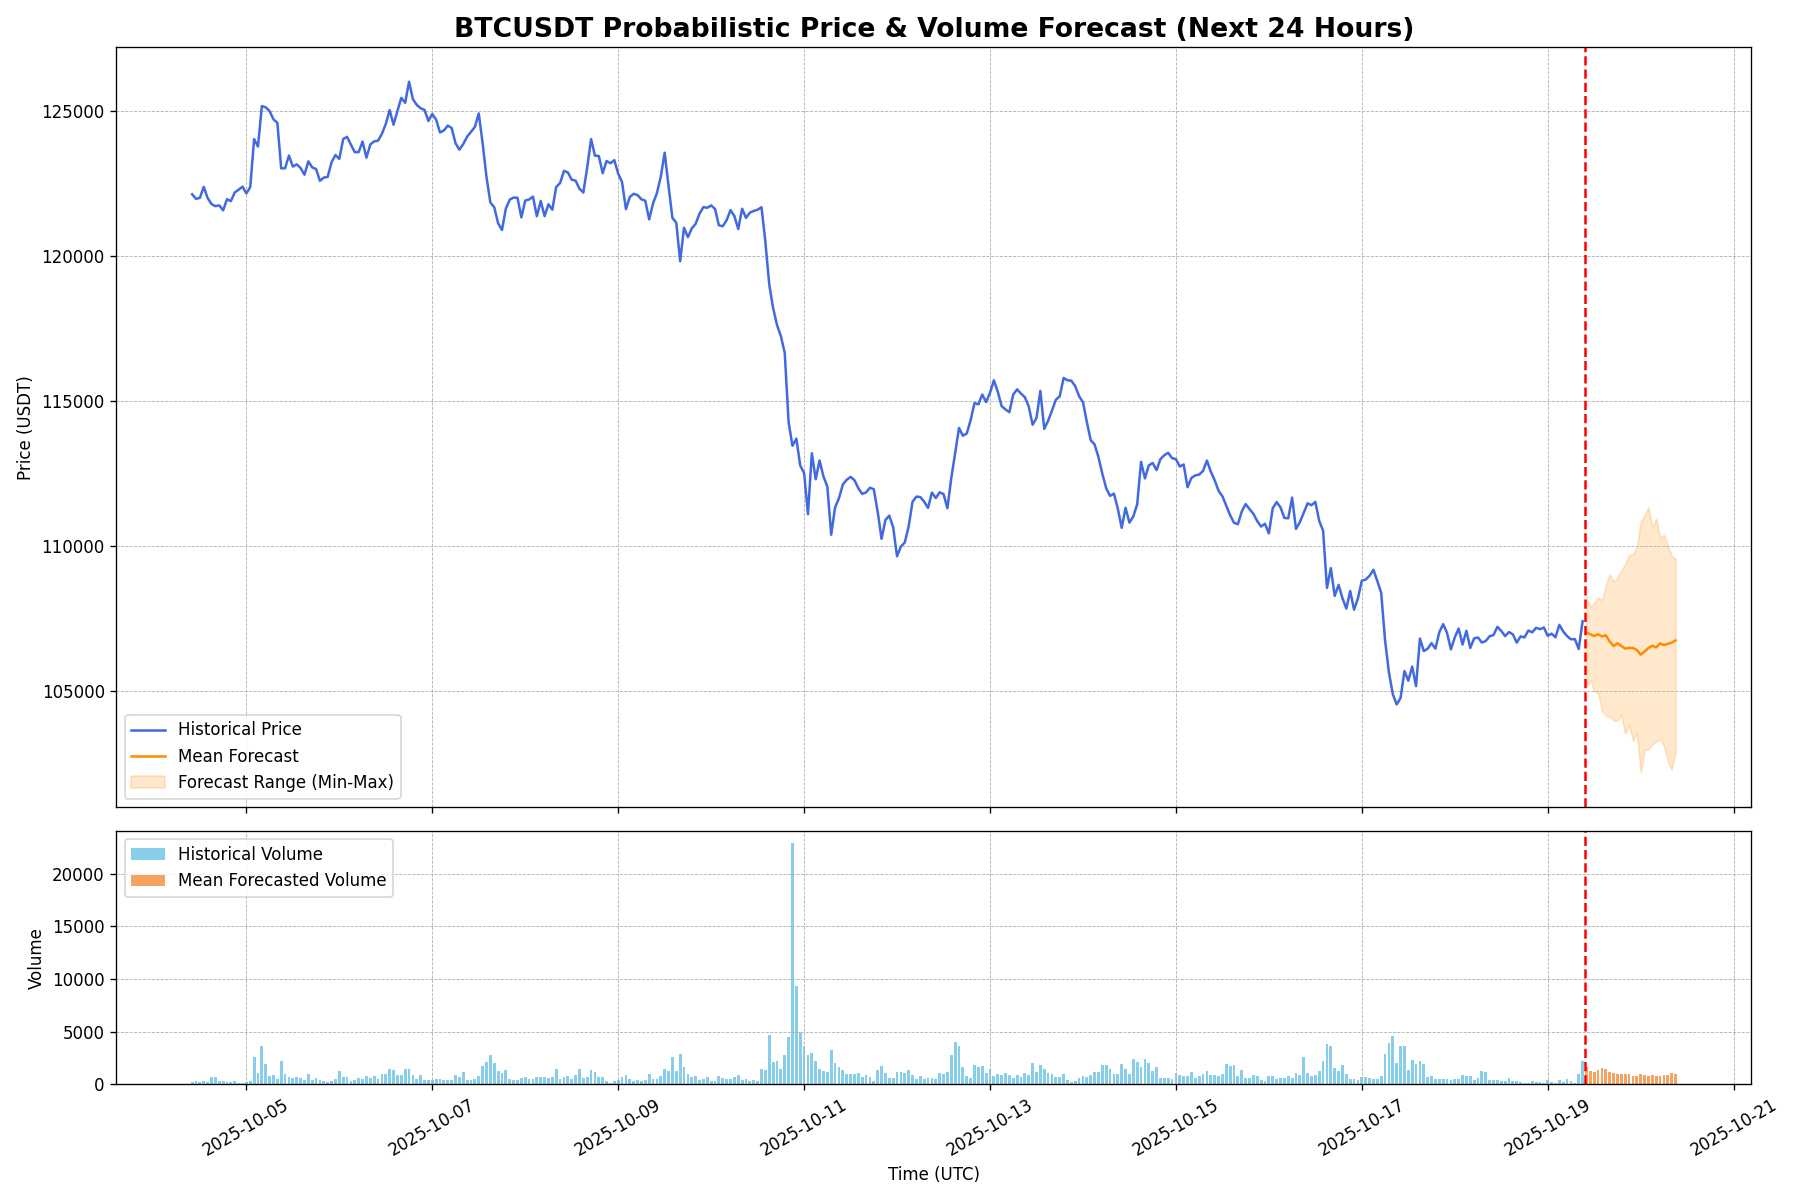 BTCUSDT Probabilistic Price & Volume Forecast (Next 24 Hours)
125000
120000
115000
110000
105000
Price (USDT)
Historical Price
Mean Forecast
Forecast Range (Min-Max)
Historical Volume
Mean Forecasted Volume
20000
15000
10000
5000
0
Volume
2025-10-05
2025-10-07
2025-10-09
2025-10-11
2025-10-13
2025-10-15
2025-10-17
2025-10-19
2025-10-21
Time (UTC)